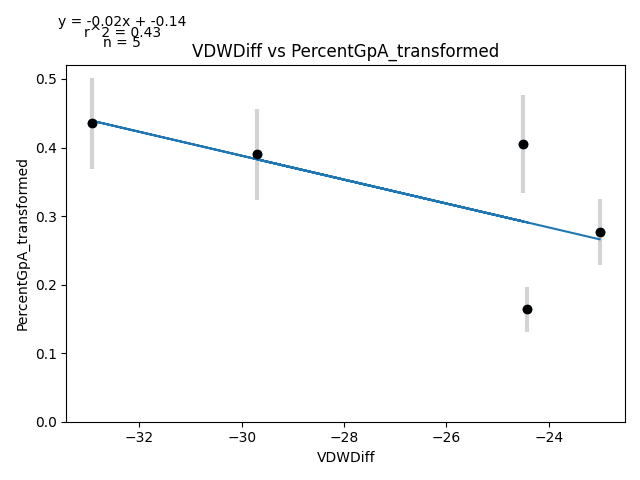 y = -0.02x + -0.14
r^2 = 0.43
n = 5
VDWDiff vs PercentGpA_transformed
0.5
0.4
0.3
0.2
0.1
0.0
PercentGpA_transformed
−32
−30
−28
−26
−24
VDWDiff